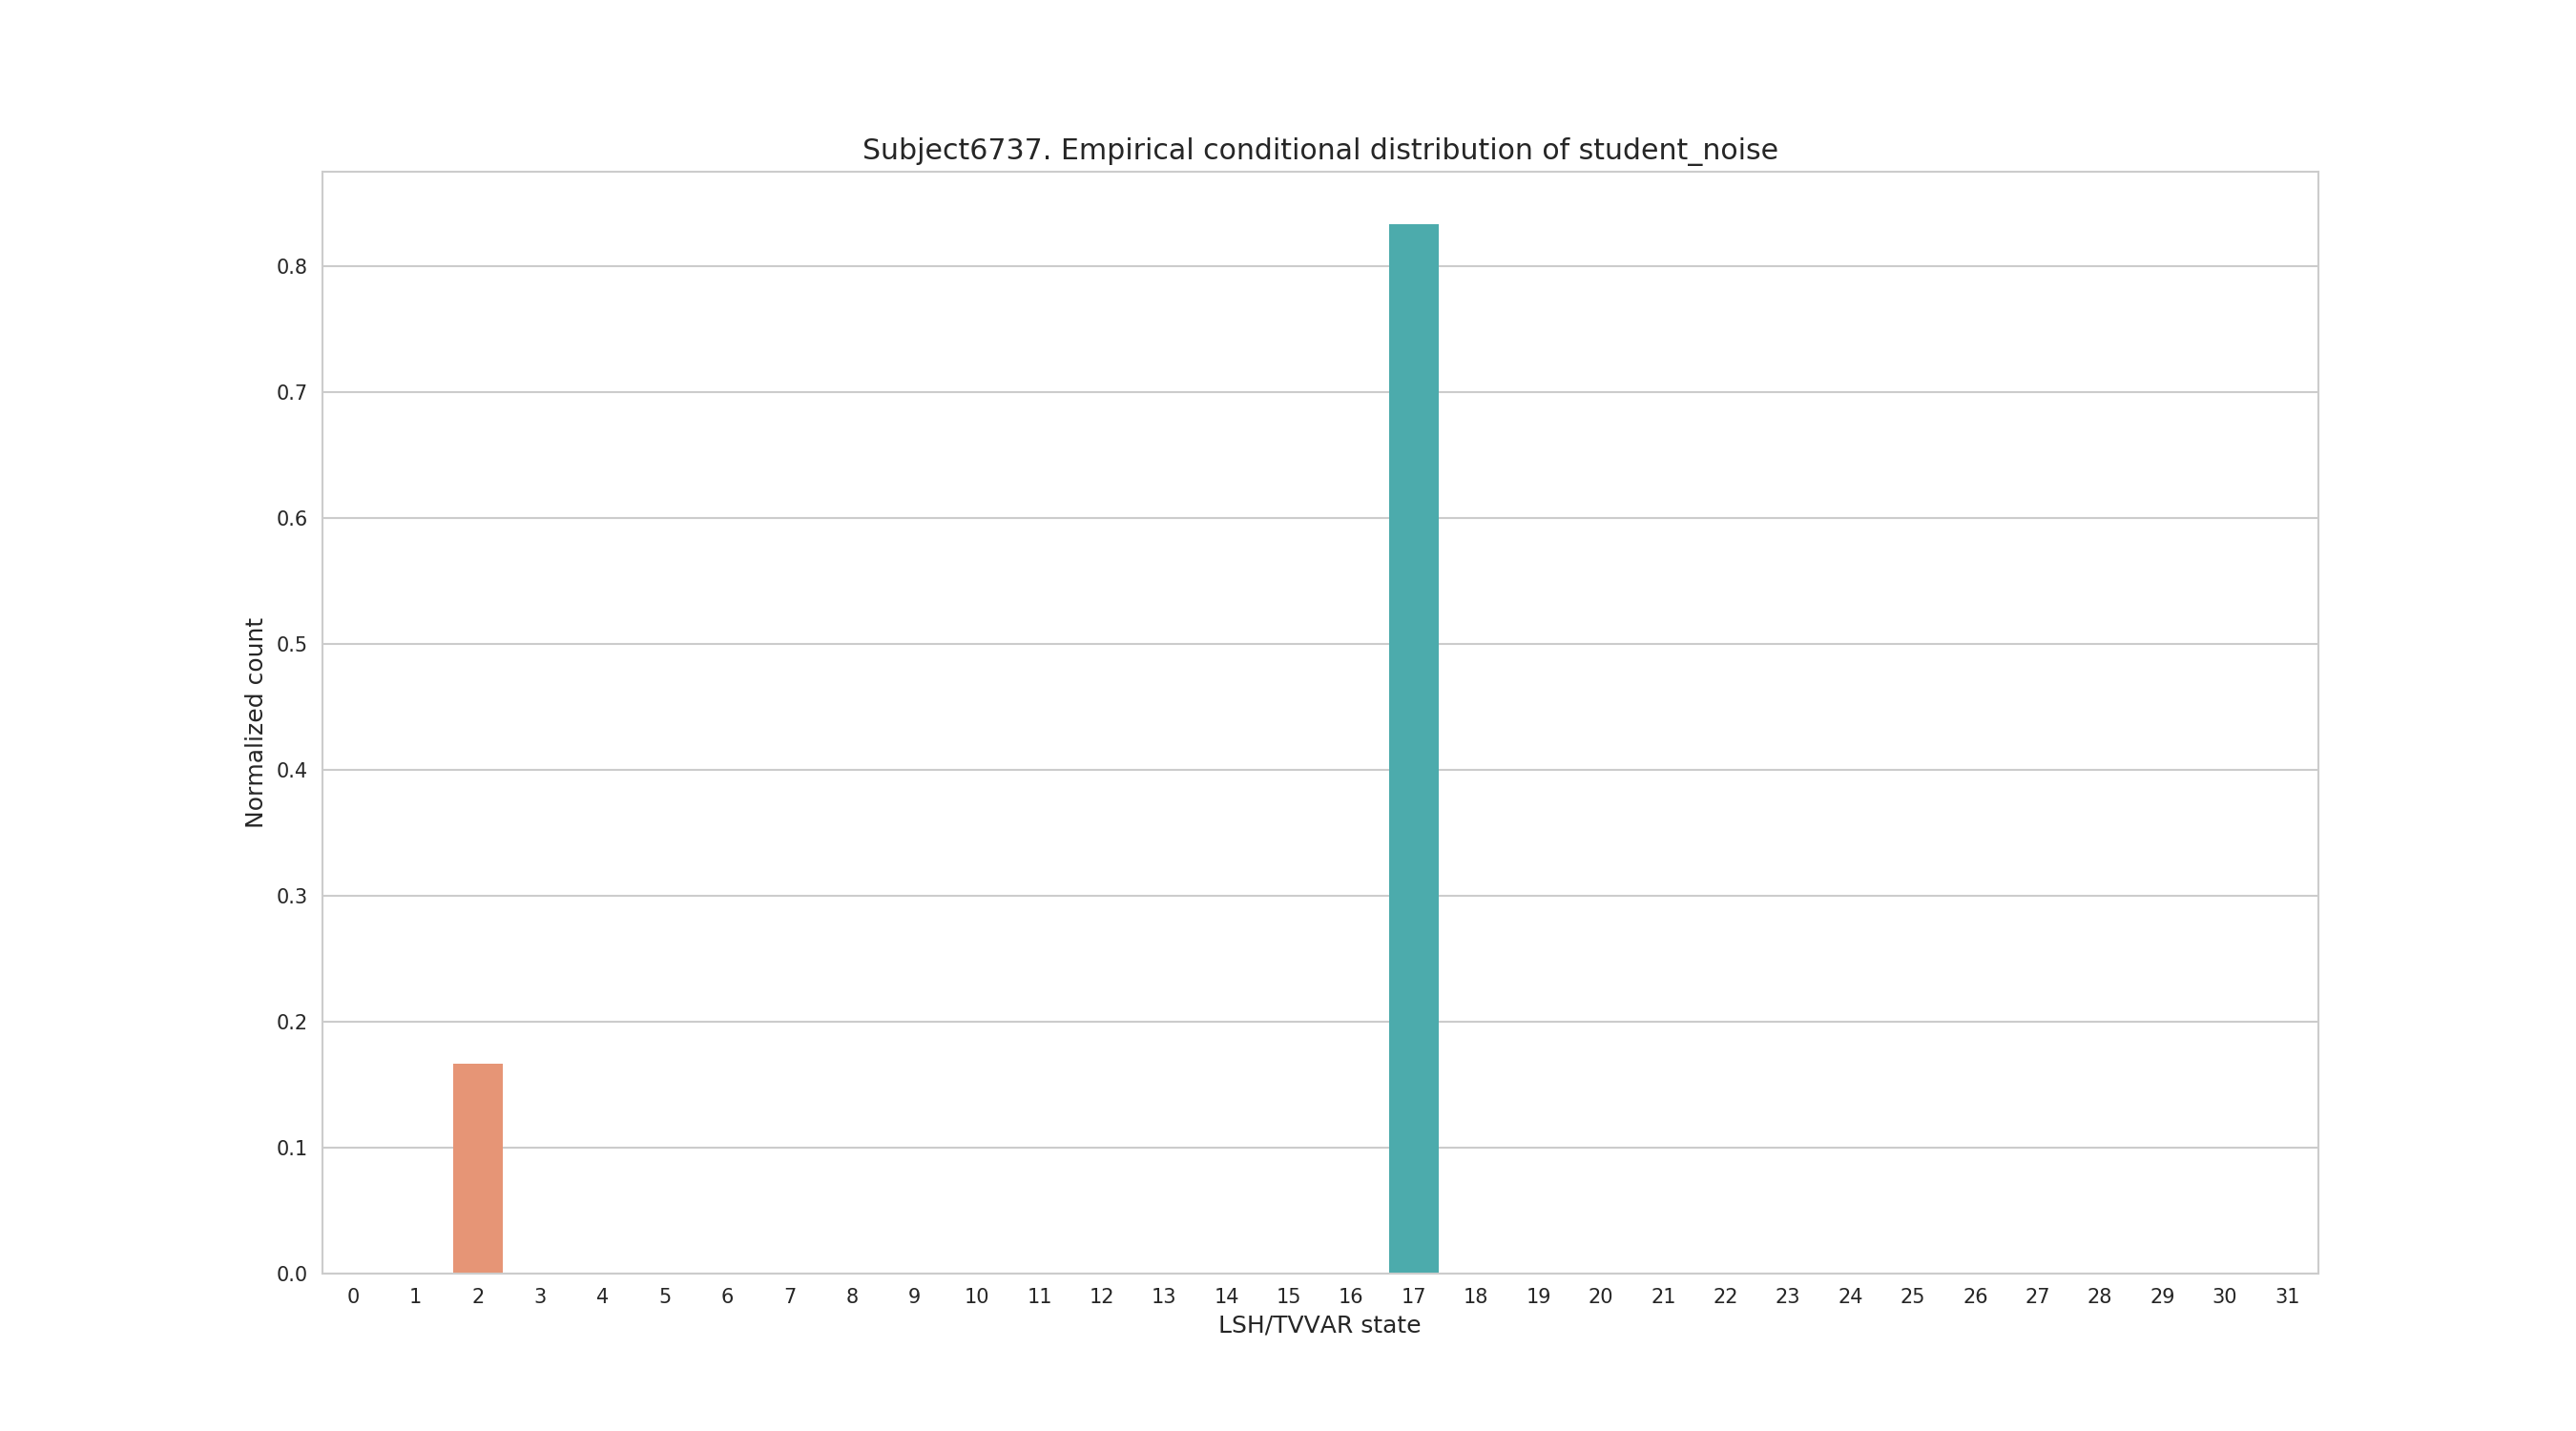 Subject6737. Empirical conditional distribution of student_noise
Normalized count
0.8
0.7
0.6
0.5
0.4
0.3
0.2
0.1
0.0
0 1 2 3 4 5 6 7 8 9 10 11 12 13 14 15 16 17 18 19 20 21 22 23 24 25 26 27 28 29 30 31
LSH/TVVAR state